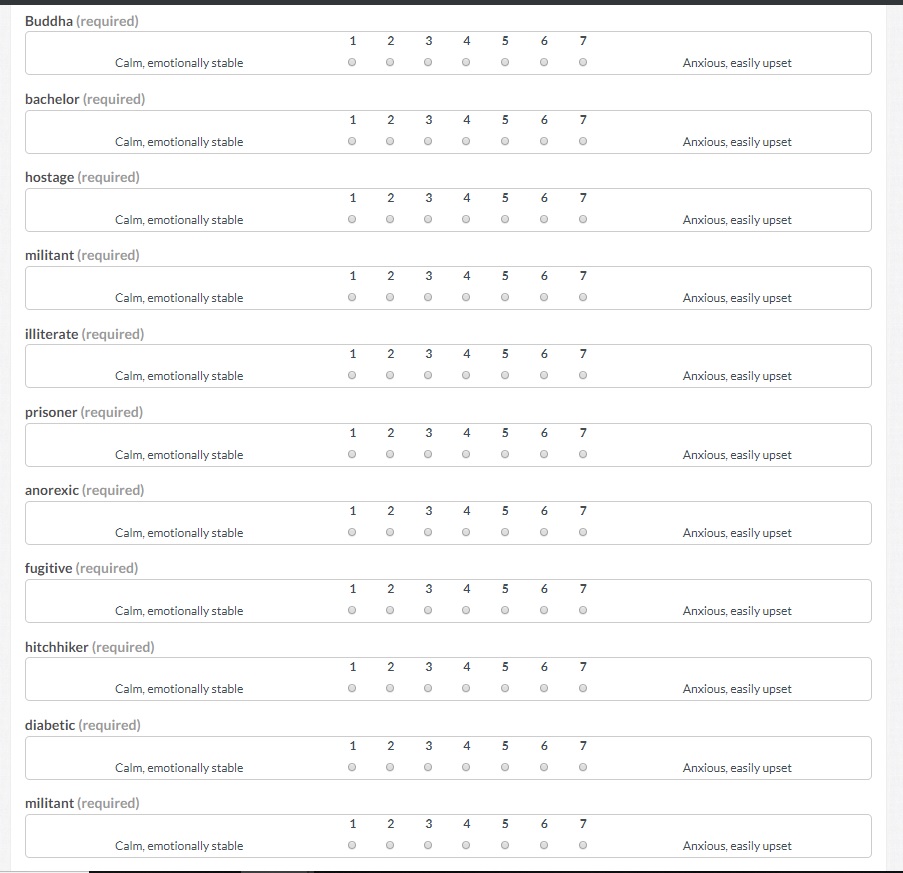 Buddha (required)
1 2 3 4 5 6 7
Calm, emotionally stable Anxious, easily upset
bachelor (required)
1 2 3 4 5 6 7
Calm, emotionally stable Anxious, easily upset
hostage (required)
1 2 3 4 5 6 7
Calm, emotionally stable Anxious, easily upset
militant (required)
1 2 3 4 5 6 7
Calm, emotionally stable Anxious, easily upset
illiterate (required)
1 2 3 4 5 6 7
Calm, emotionally stable Anxious, easily upset
prisoner (required)
1 2 3 4 5 6 7
Calm, emotionally stable Anxious, easily upset
anorexic (required)
1 2 3 4 5 6 7
Calm, emotionally stable Anxious, easily upset
fugitive (required)
1 2 3 4 5 6 7
Calm, emotionally stable Anxious, easily upset
hitchhiker (required)
1 2 3 4 5 6 7
Calm, emotionally stable Anxious, easily upset
diabetic (required)
1 2 3 4 5 6 7
Calm, emotionally stable Anxious, easily upset
militant (required)
1 2 3 4 5 6 7
Calm, emotionally stable Anxious, easily upset